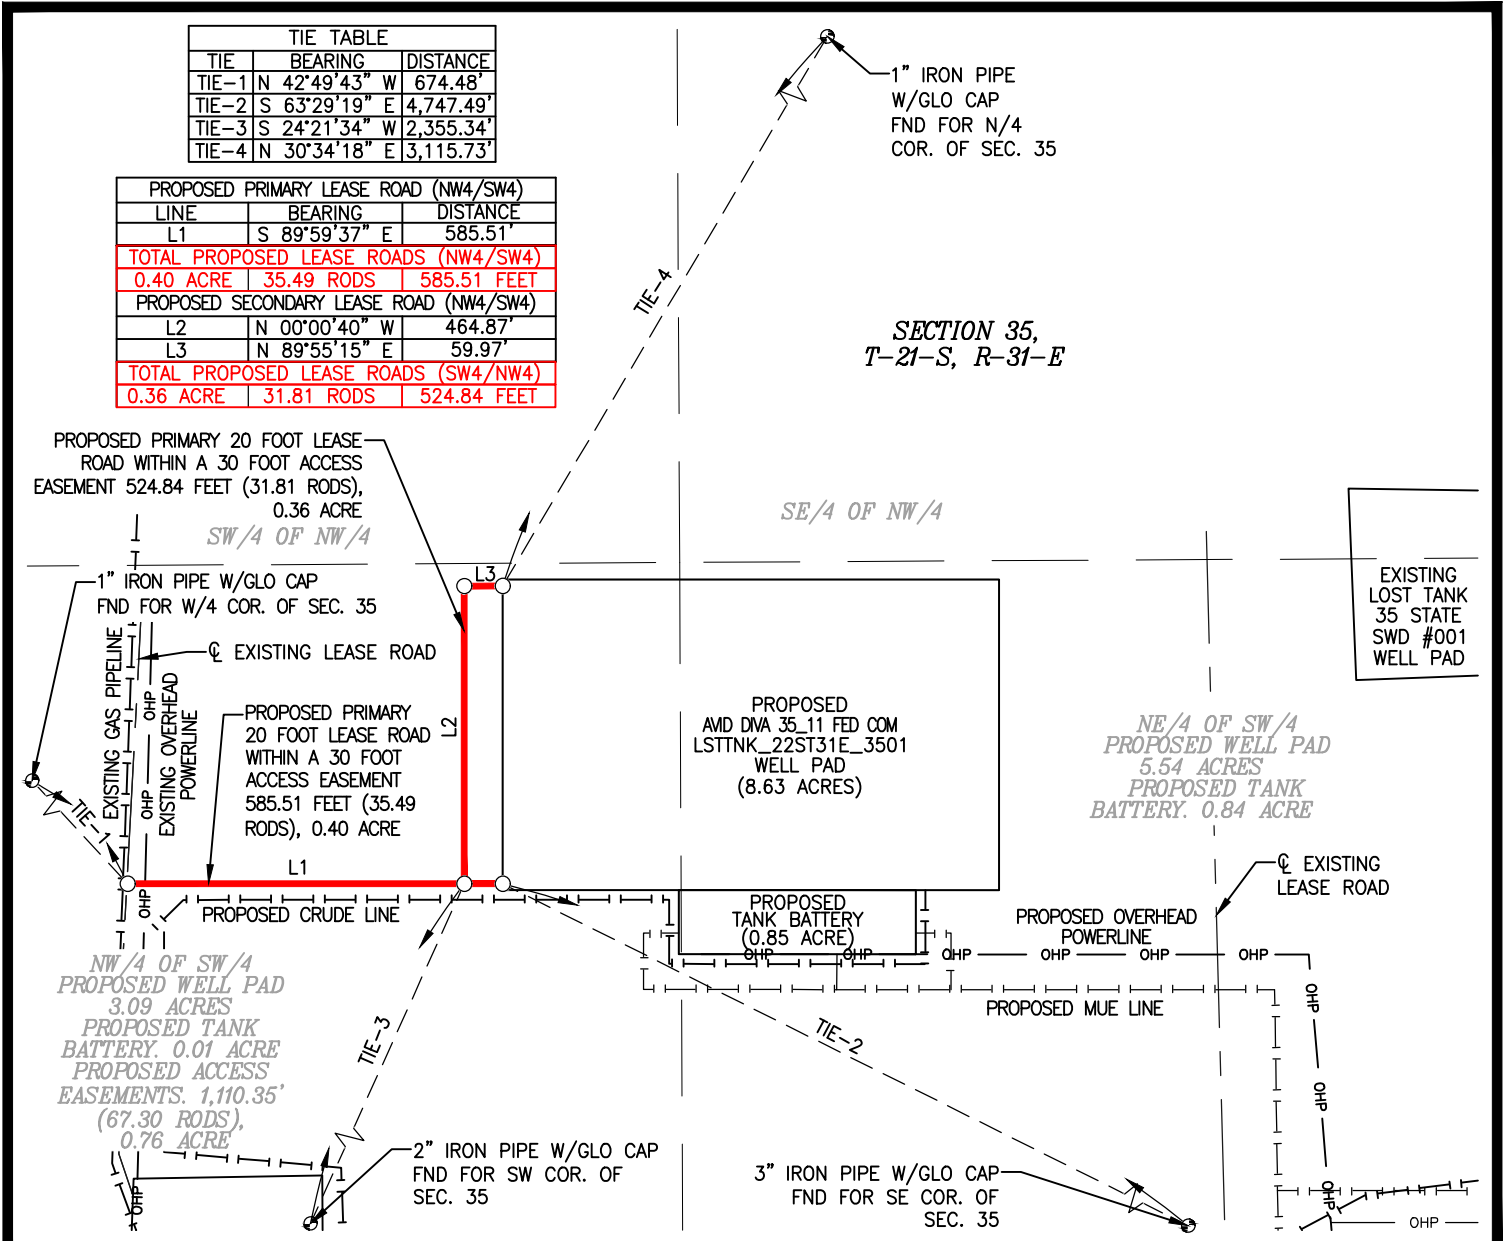 TIE TABLE
TIE BEARING DISTANCE
TIE-1 N 42°49'43" W 674.48'
TIE-2 S 63°29'19" E 4,747.49'
TIE-3 S 24°21'34" W 2,355.34'
TIE-4 N 30°34'18" E 3,115.73'
PROPOSED PRIMARY LEASE ROAD (NW4/SW4)
LINE BEARING DISTANCE
L1 S 89°59'37" E 585.51'
TOTAL PROPOSED LEASE ROADS (NW4/SW4)
0.40 ACRE 35.49 RODS 585.51 FEET
PROPOSED SECONDARY LEASE ROAD (NW4/SW4)
L2 N 00°00'40" W 464.87'
L3 N 89°55'15" E 59.97'
TOTAL PROPOSED LEASE ROADS (SW4/NW4)
0.36 ACRE 31.81 RODS 524.84 FEET
1" IRON PIPE
W/GLO CAP
FND FOR N/4
COR. OF SEC. 35
TIE-4
SECTION 35,
T-21-S, R-31-E
PROPOSED PRIMARY 20 FOOT LEASE
ROAD WITHIN A 30 FOOT ACCESS
EASEMENT 524.84 FEET (31.81 RODS),
0.36 ACRE
SW/4 OF NW/4
SE/4 OF NW/4
1" IRON PIPE W/GLO CAP
FND FOR W/4 COR. OF SEC. 35
L3
EXISTING
LOST TANK
35 STATE
SWD #001
WELL PAD
℄ EXISTING LEASE ROAD
EXISTING GAS PIPELINE
OHP
OHP
EXISTING OVERHEAD
POWERLINE
PROPOSED PRIMARY
20 FOOT LEASE ROAD
WITHIN A 30 FOOT
ACCESS EASEMENT
585.51 FEET (35.49
RODS), 0.40 ACRE
L2
PROPOSED
AVID DIVA 35_11 FED COM
LSTTNK_22ST31E_3501
WELL PAD
(8.63 ACRES)
NE/4 OF SW/4
PROPOSED WELL PAD
5.54 ACRES
PROPOSED TANK
BATTERY. 0.84 ACRE
TIE-1
L1
℄ EXISTING
LEASE ROAD
OHP
PROPOSED CRUDE LINE
PROPOSED
TANK BATTERY
(0.85 ACRE)
PROPOSED OVERHEAD
POWERLINE
OHP OHP OHP OHP OHP OHP
PROPOSED MUE LINE
OHP
OHP
OHP
NW/4 OF SW/4
PROPOSED WELL PAD
3.09 ACRES
PROPOSED TANK
BATTERY. 0.01 ACRE
PROPOSED ACCESS
EASEMENTS. 1,110.35'
(67.30 RODS),
0.76 ACRE
TIE-3
TIE-2
2" IRON PIPE W/GLO CAP
FND FOR SW COR. OF
SEC. 35
3" IRON PIPE W/GLO CAP
FND FOR SE COR. OF
SEC. 35
OHP
OHP